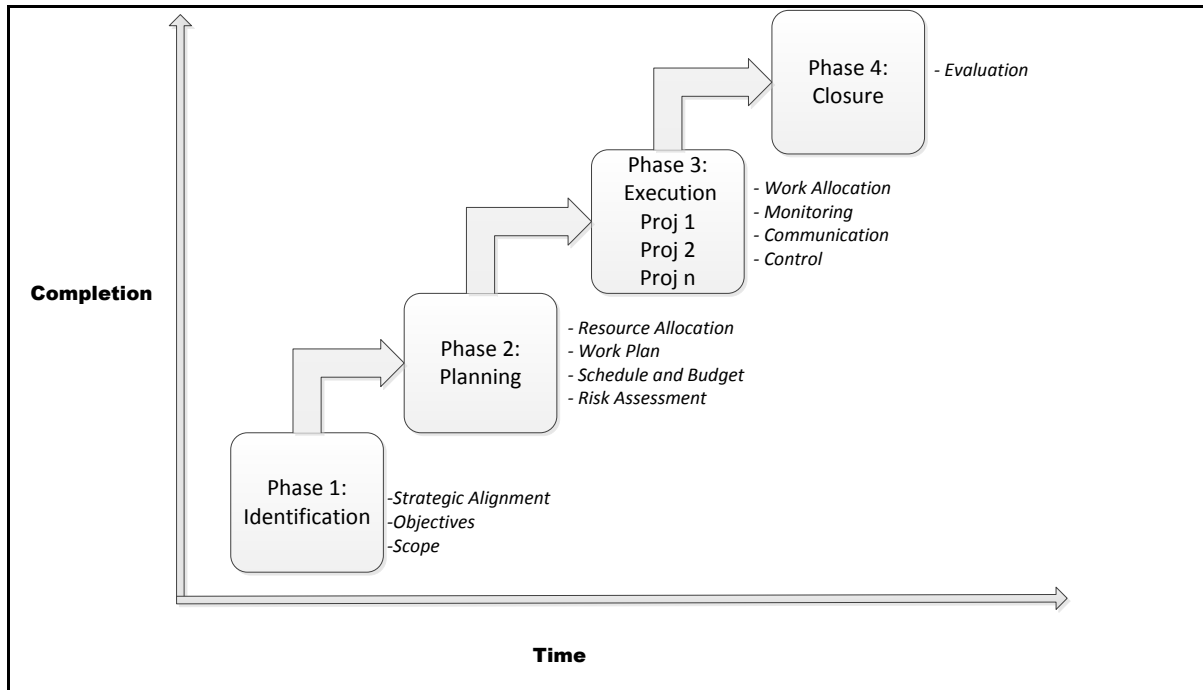 Phase 4:
Closure
- Evaluation
Phase 3:
Execution
Proj 1
Proj 2
Proj n
- Work Allocation
- Monitoring
- Communication
- Control
Completion
Phase 2:
Planning
- Resource Allocation
- Work Plan
- Schedule and Budget
- Risk Assessment
Phase 1:
Identification
-Strategic Alignment
-Objectives
-Scope
Time